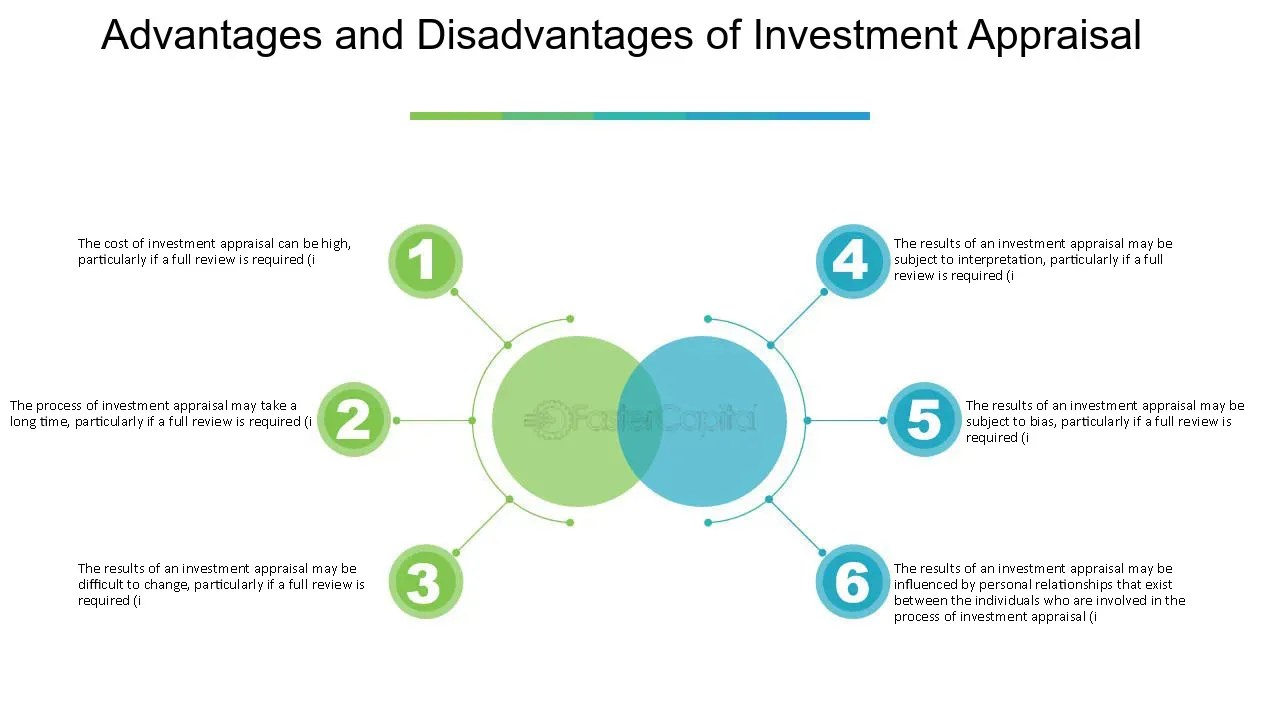 Advantages and Disadvantages of Investment Appraisal
1
The cost of investment appraisal can be high,
particularly if a full review is required (i
2
The process of investment appraisal may take a
long time, particularly if a full review is required (i
3
The results of an investment appraisal may be
difficult to change, particularly if a full review is
required (i
4
The results of an investment appraisal may be
subject to interpretation, particularly if a full
review is required (i
5
The results of an investment appraisal may be
subject to bias, particularly if a full review is
required (i
6
The results of an investment appraisal may be
influenced by personal relationships that exist
between the individuals who are involved in the
process of investment appraisal (i
FasterCapital